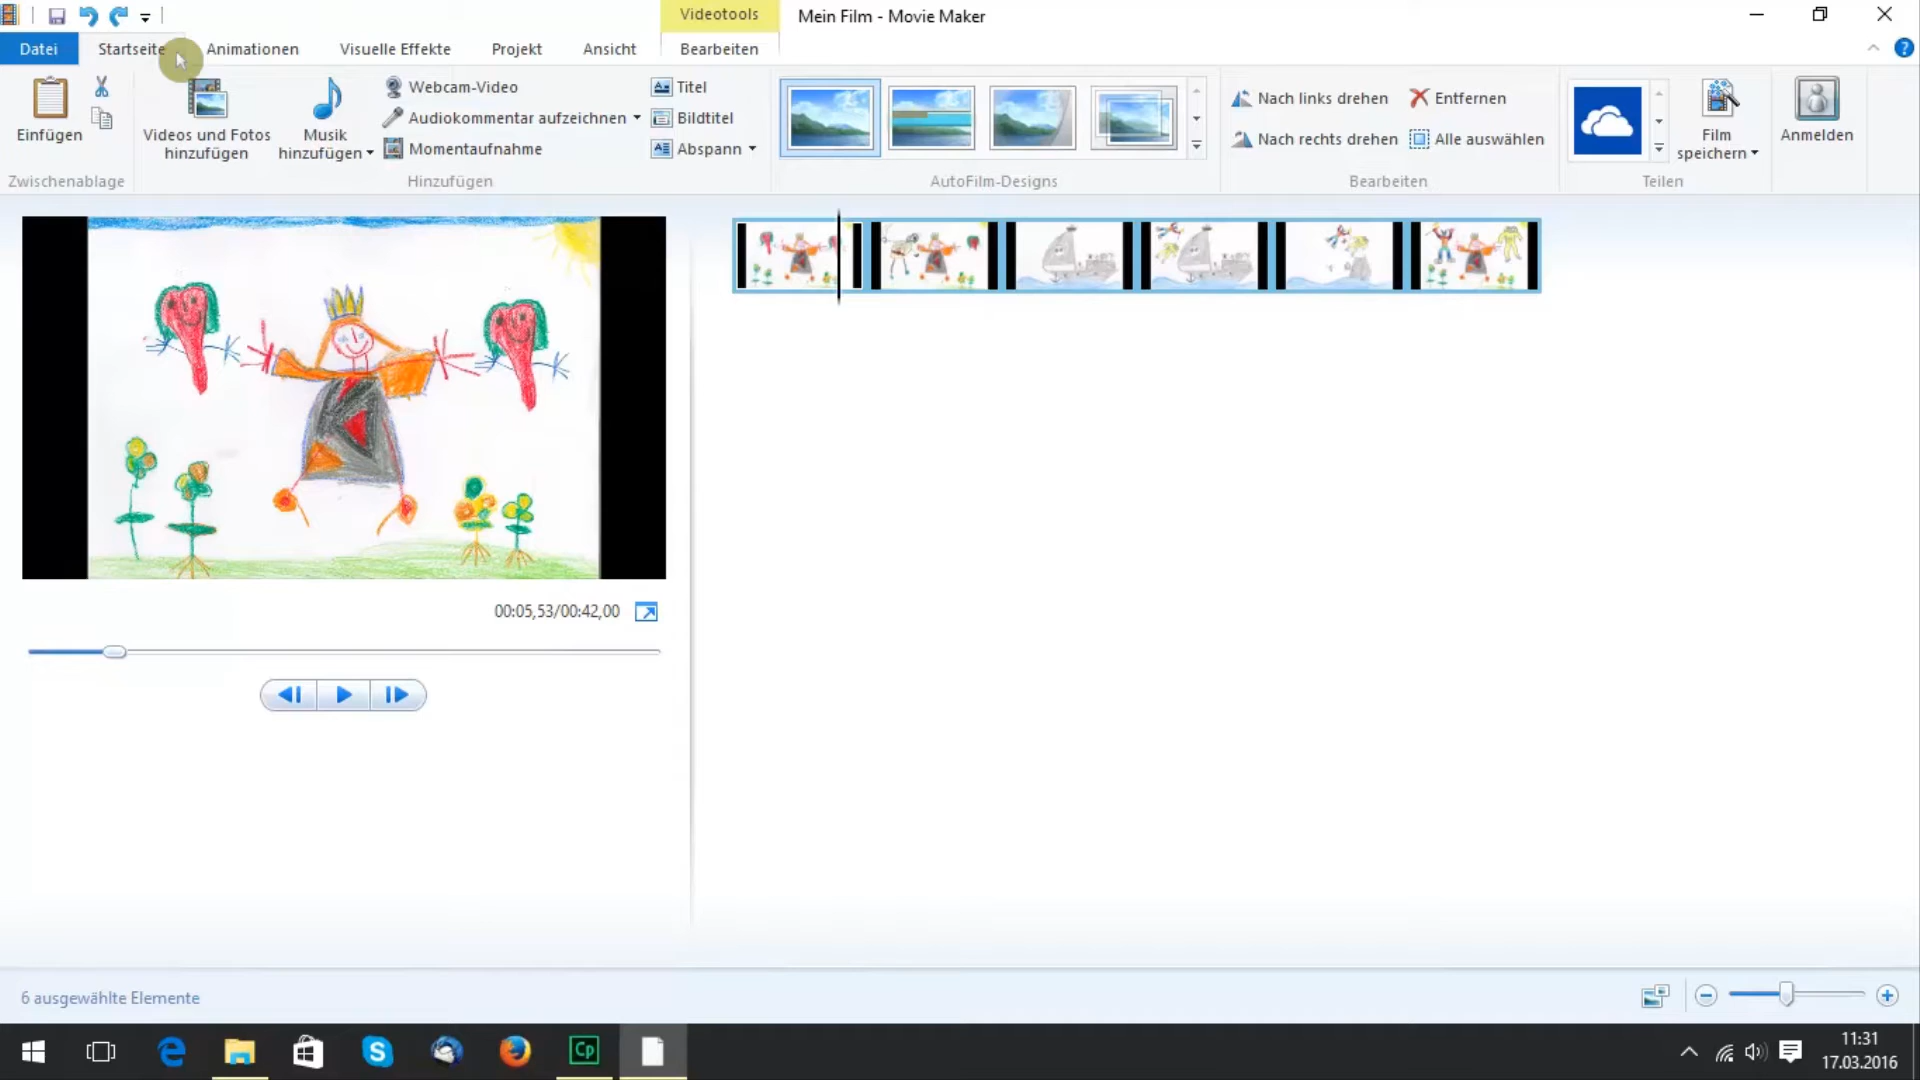 Videotools
Mein Film - Movie Maker
Datei
Startseite
Animationen
Visuelle Effekte
Projekt
Ansicht
Bearbeiten
Einfügen
Zwischenablage
Videos und Fotos
hinzufügen
Musik
hinzufügen
Webcam-Video
Audiokommentar aufzeichnen
Momentaufnahme
Titel
Bildtitel
Abspann
Hinzufügen
AutoFilm-Designs
Nach links drehen
Nach rechts drehen
Entfernen
Alle auswählen
Bearbeiten
Film
speichern
Teilen
Anmelden
00:05,53/00:42,00
6 ausgewählte Elemente
Cp
11:31
17.03.2016